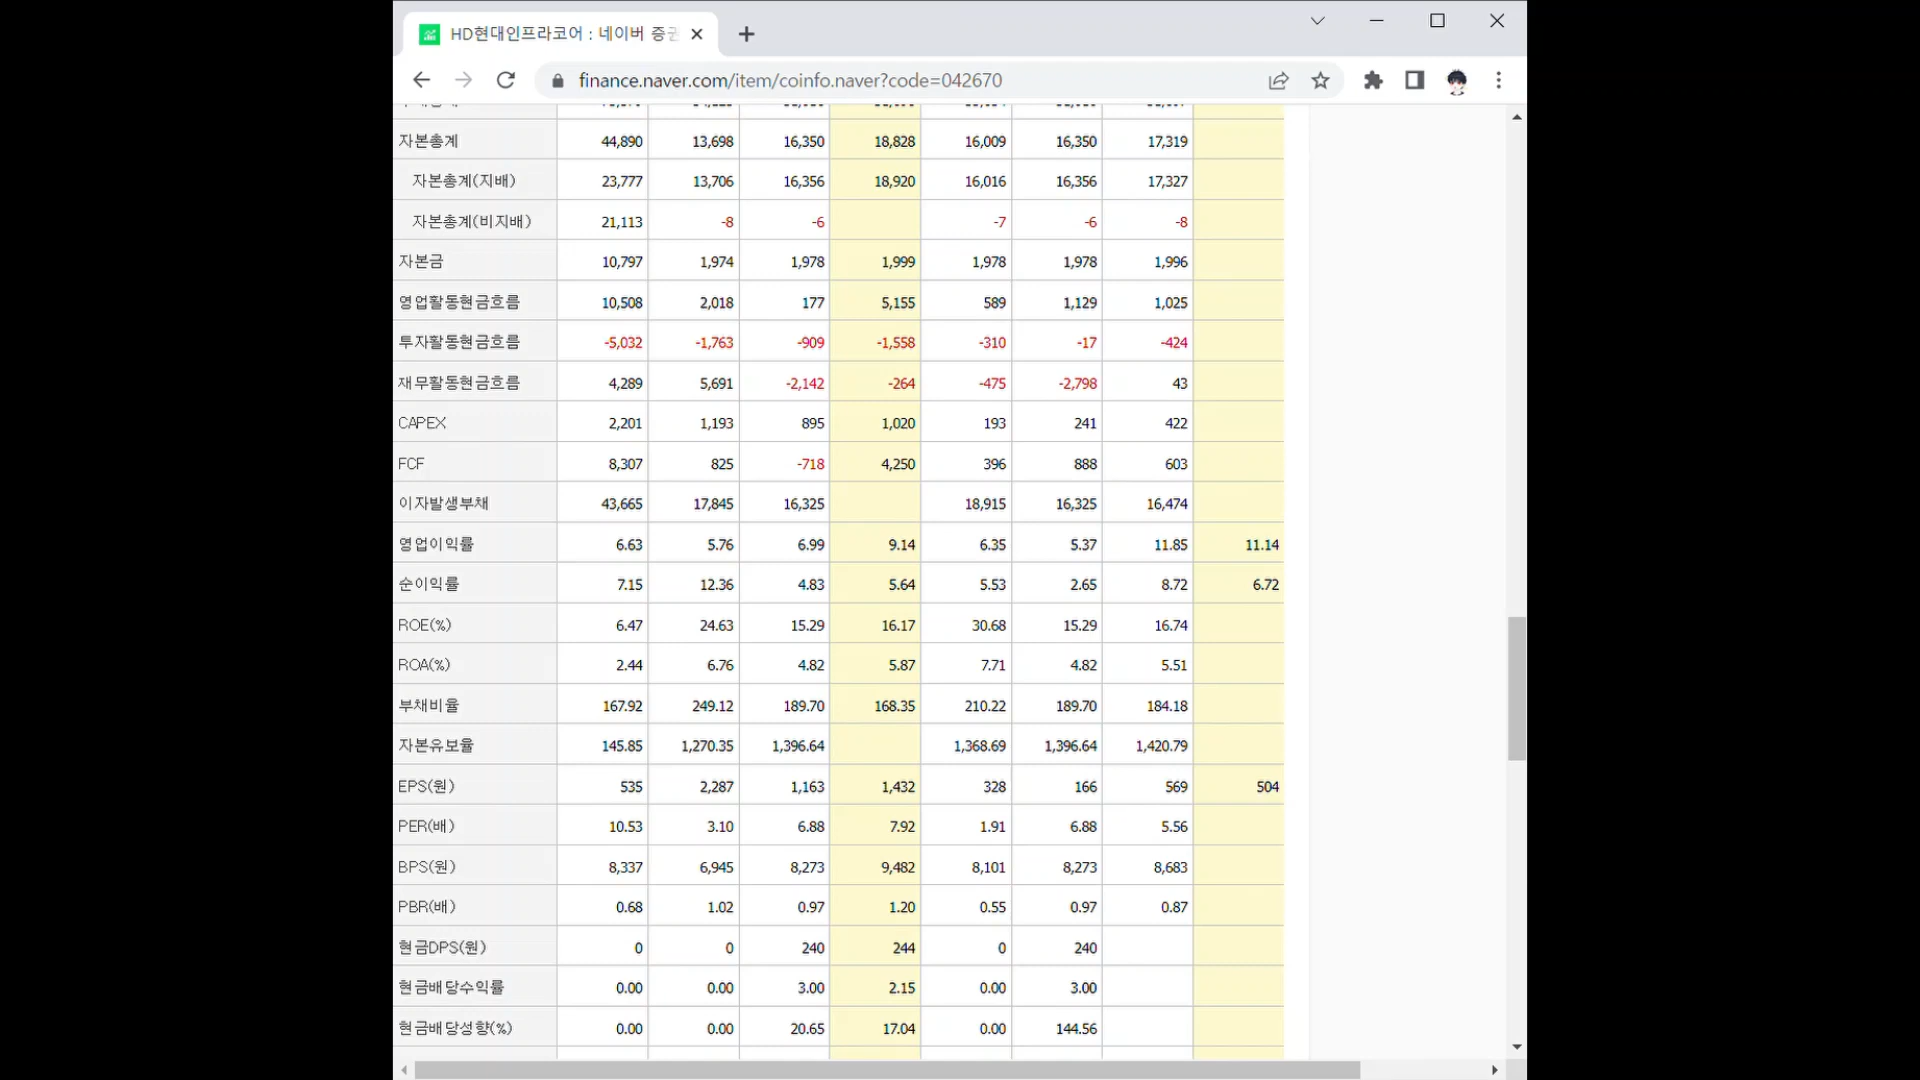 HD현대인프라코어 : 네이버 증권
finance.naver.com/item/coinfo.naver?code=042670
자본총계 44,890 13,698 16,350 18,828 16,009 16,350 17,319
자본총계(지배) 23,777 13,706 16,356 18,920 16,016 16,356 17,327
자본총계(비지배) 21,113 -8 -6 -7 -6 -8
자본금 10,797 1,974 1,978 1,999 1,978 1,978 1,996
영업활동현금흐름 10,508 2,018 177 5,155 589 1,129 1,025
투자활동현금흐름 -5,032 -1,763 -909 -1,558 -310 -17 -424
재무활동현금흐름 4,289 5,691 -2,142 -264 -475 -2,798 43
CAPEX 2,201 1,193 895 1,020 193 241 422
FCF 8,307 825 -718 4,250 396 888 603
이자발생부채 43,665 17,845 16,325 18,915 16,325 16,474
영업이익률 6.63 5.76 6.99 9.14 6.35 5.37 11.85 11.14
순이익률 7.15 12.36 4.83 5.64 5.53 2.65 8.72 6.72
ROE(%) 6.47 24.63 15.29 16.17 30.68 15.29 16.74
ROA(%) 2.44 6.76 4.82 5.87 7.71 4.82 5.51
부채비율 167.92 249.12 189.70 168.35 210.22 189.70 184.18
자본유보율 145.85 1,270.35 1,396.64 1,368.69 1,396.64 1,420.79
EPS(원) 535 2,287 1,163 1,432 328 166 569 504
PER(배) 10.53 3.10 6.88 7.92 1.91 6.88 5.56
BPS(원) 8,337 6,945 8,273 9,482 8,101 8,273 8,683
PBR(배) 0.68 1.02 0.97 1.20 0.55 0.97 0.87
현금DPS(원) 0 0 240 244 0 240
현금배당수익률 0.00 0.00 3.00 2.15 0.00 3.00
현금배당성향(%) 0.00 0.00 20.65 17.04 0.00 144.56